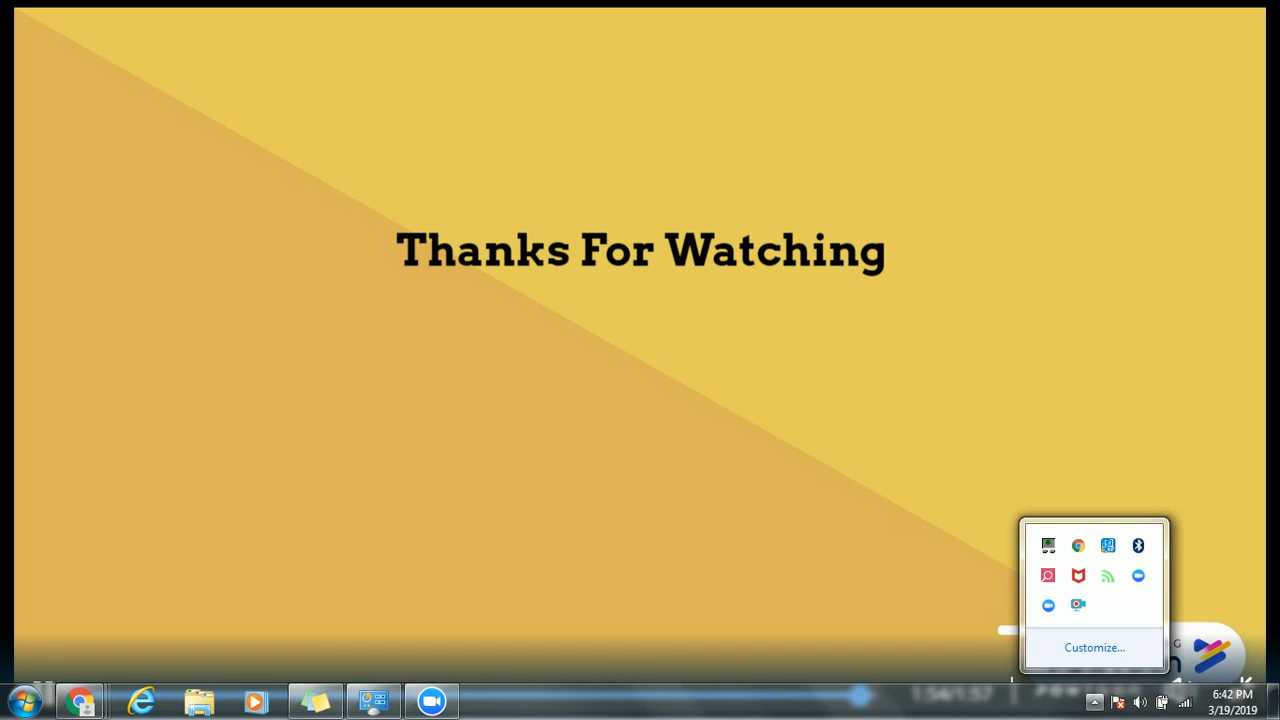 Thanks For Watching
Customize...
1:54/1:57
6:42 PM
3/19/2019